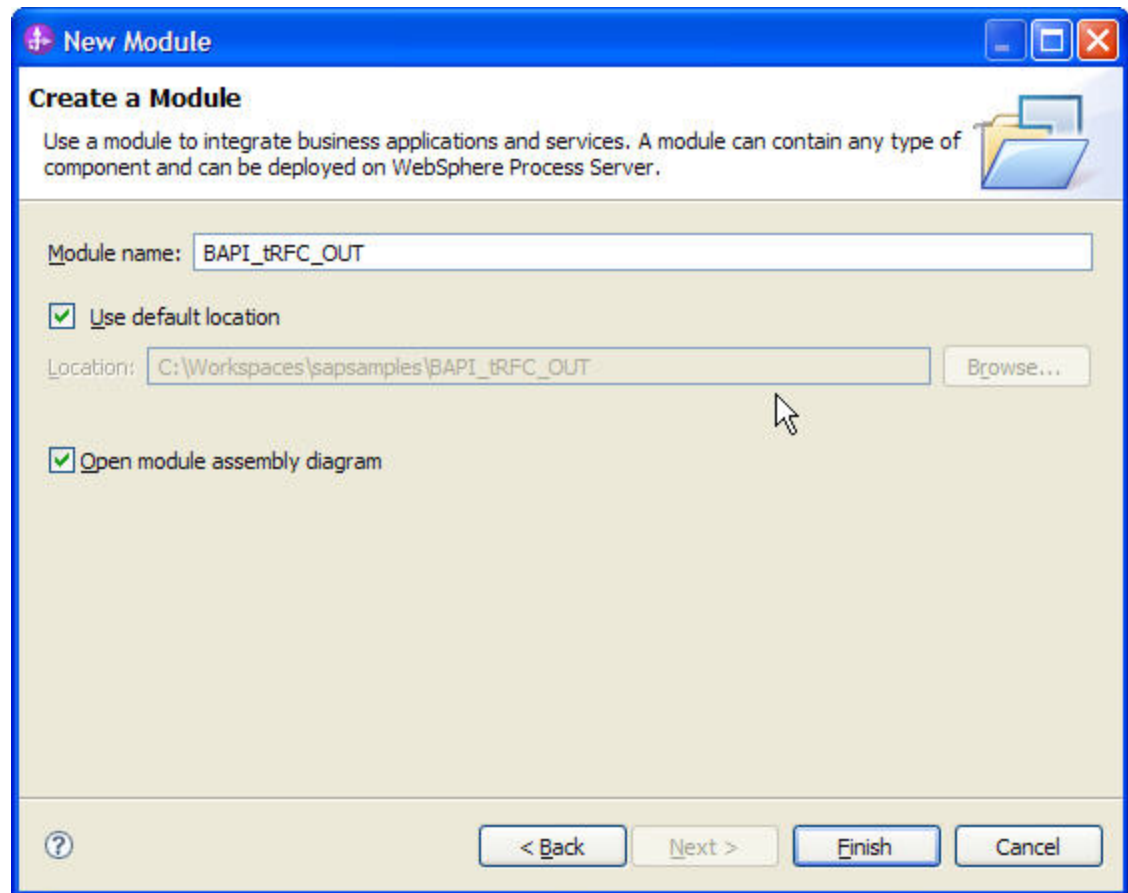 New Module
Create a Module
Use a module to integrate business applications and services. A module can contain any type of
component and can be deployed on WebSphere Process Server.
Module name: BAPI_tRFC_OUT
Use default location
Location: C:\Workspaces\sapsamples\BAPI_tRFC_OUT Browse...
Open module assembly diagram
? < Back Next > Finish Cancel